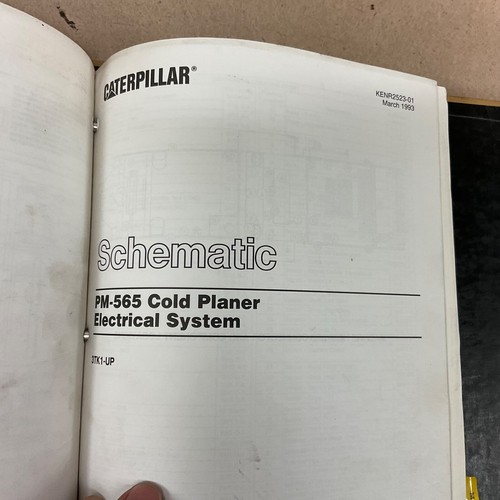 CATERPILLAR®
KENR2523-01
March 1993
Schematic
PM-565 Cold Planer
Electrical System
3TK1-UP